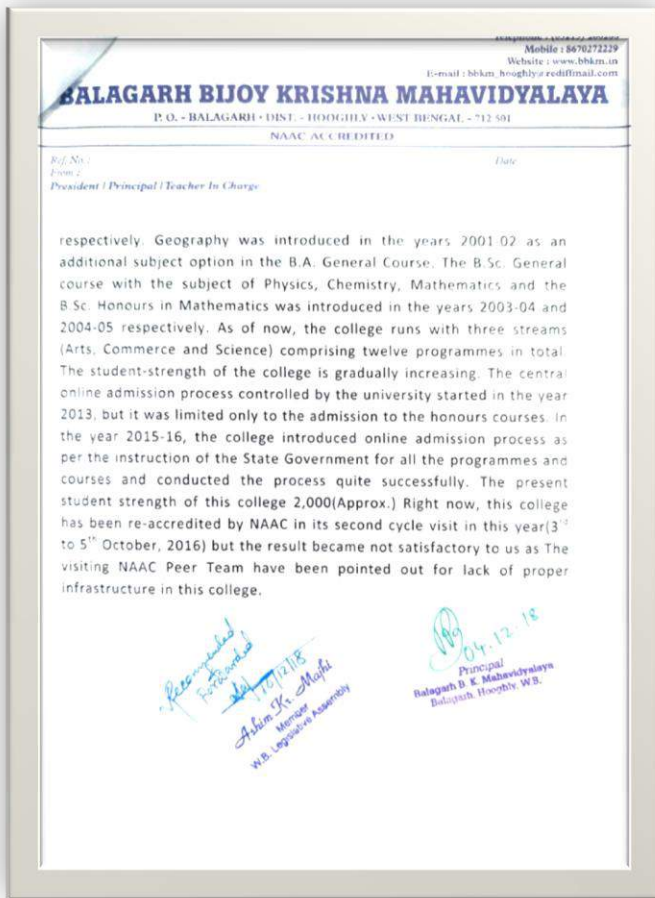 Mobile : 8670272229
Website : www.bbkm.in
E-mail : bbkm_hooghly@rediffmail.com
BALAGARH BIJOY KRISHNA MAHAVIDYALAYA
P. O. - BALAGARH • DIST. - HOOGHLY • WEST BENGAL - 712 501
NAAC ACCREDITED
Ref. No. :
Date
From :
President / Principal / Teacher In Charge
respectively. Geography was introduced in the years 2001-02 as an
additional subject option in the B.A. General Course. The B.Sc. General
course with the subject of Physics, Chemistry, Mathematics and the
B.Sc. Honours in Mathematics was introduced in the years 2003-04 and
2004-05 respectively. As of now, the college runs with three streams
(Arts, Commerce and Science) comprising twelve programmes in total.
The student-strength of the college is gradually increasing. The central
online admission process controlled by the university started in the year
2013, but it was limited only to the admission to the honours courses. In
the year 2015-16, the college introduced online admission process as
per the instruction of the State Government for all the programmes and
courses and conducted the process quite successfully. The present
student strength of this college 2,000(Approx.) Right now, this college
has been re-accredited by NAAC in its second cycle visit in this year(3rd
to 5th October, 2016) but the result became not satisfactory to us as The
visiting NAAC Peer Team have been pointed out for lack of proper
infrastructure in this college.
Recommended
Forwarded
10/12/18
Ashim Kr. Majhi
Member
W.B. Legislative Assembly
04.12.18
Principal
Balagarh B. K. Mahavidyalaya
Balagarh, Hooghly, W.B.